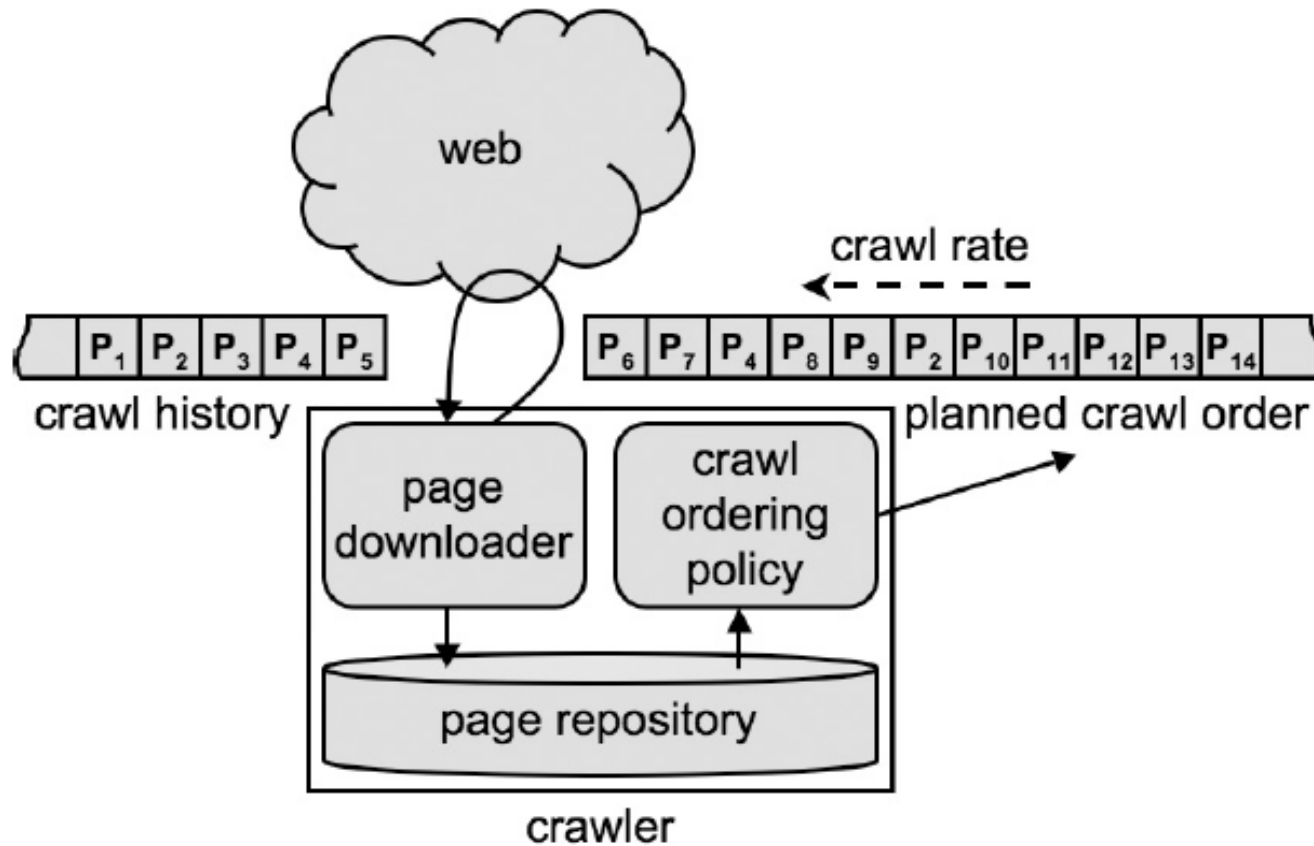 web
crawl rate
P₁ P₂ P₃ P₄ P₅
P₆ P₇ P₄ P₈ P₉ P₂ P₁₀ P₁₁ P₁₂ P₁₃ P₁₄
crawl history
planned crawl order
page
downloader
crawl
ordering
policy
page repository
crawler